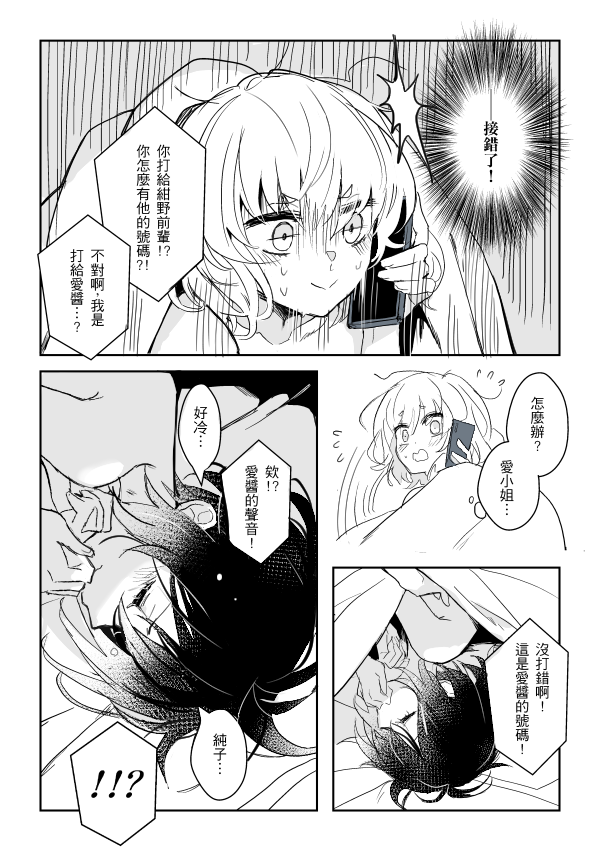 接錯了！
你打給紺野前輩！？
你怎麼有他的號碼？！
不對啊，我是
打給愛醬…？
怎麼辦？
愛小姐…
沒打錯啊！
這是愛醬的號碼！
好冷…
欸！？
愛醬的聲音！
純子…
！！？